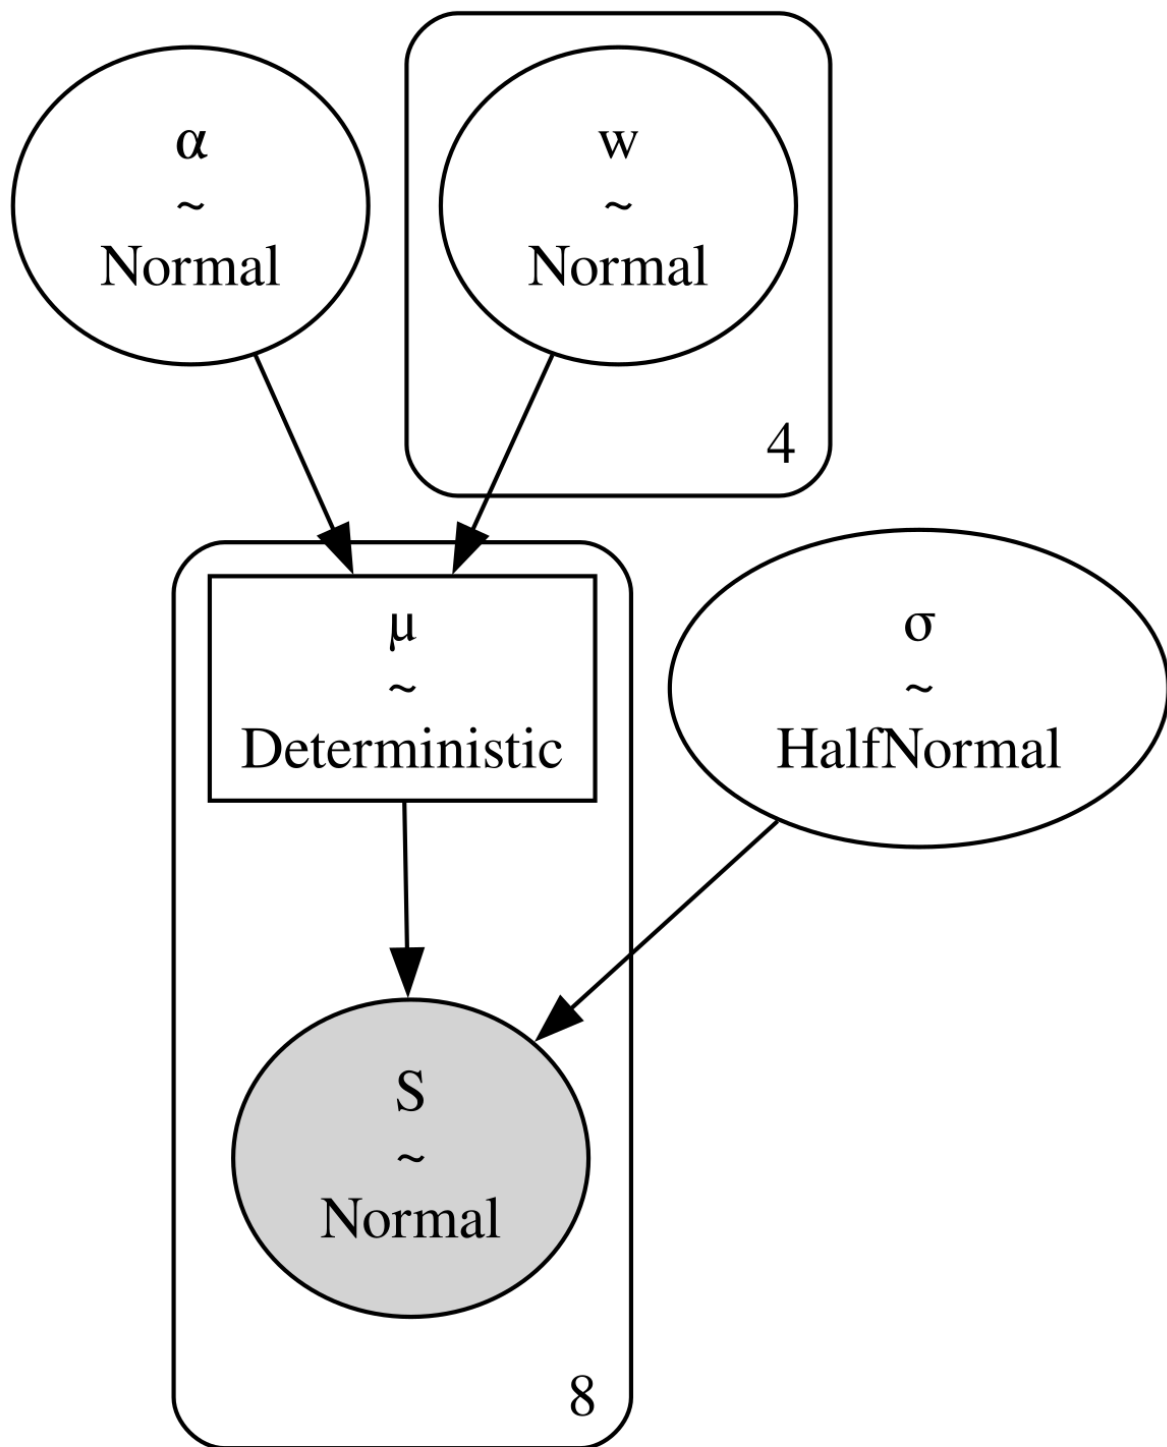 α
~
Normal
w
~
Normal
4
μ
~
Deterministic
σ
~
HalfNormal
S
~
Normal
8